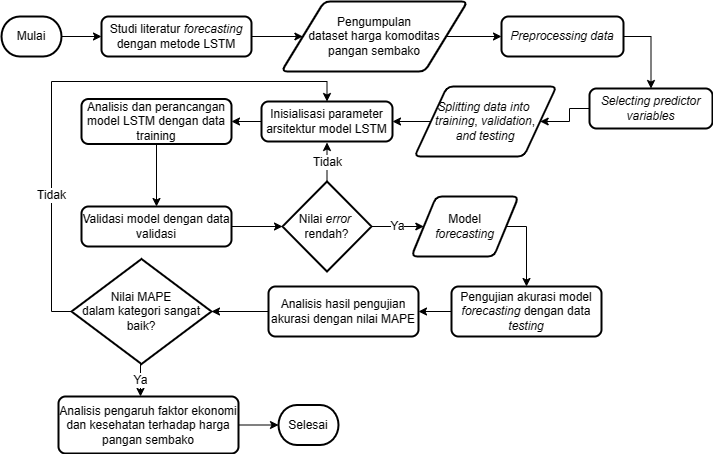 Mulai
Studi literatur forecasting
dengan metode LSTM
Pengumpulan
dataset harga komoditas
pangan sembako
Preprocessing data
Selecting predictor
variables
Splitting data into
training, validation,
and testing
Inisialisasi parameter
arsitektur model LSTM
Analisis dan perancangan
model LSTM dengan data
training
Validasi model dengan data
validasi
Nilai error
rendah?
Tidak
Ya
Model
forecasting
Pengujian akurasi model
forecasting dengan data
testing
Analisis hasil pengujian
akurasi dengan nilai MAPE
Nilai MAPE
dalam kategori sangat
baik?
Tidak
Ya
Analisis pengaruh faktor ekonomi
dan kesehatan terhadap harga
pangan sembako
Selesai